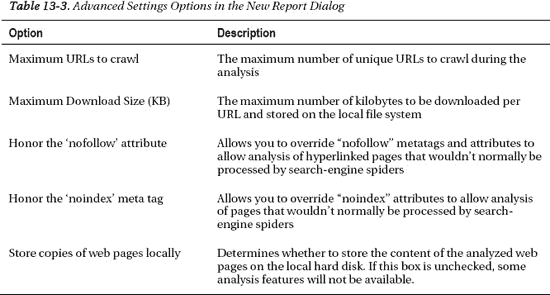 Table 13-3. Advanced Settings Options in the New Report Dialog
Option Description
Maximum URLs to crawl The maximum number of unique URLs to crawl during the
analysis
Maximum Download Size (KB) The maximum number of kilobytes to be downloaded per
URL and stored on the local file system
Honor the ‘nofollow’ attribute Allows you to override “nofollow” metatags and attributes to
allow analysis of hyperlinked pages that wouldn’t normally be
processed by search-engine spiders
Honor the ‘noindex’ meta tag Allows you to override “noindex” attributes to allow analysis
of pages that wouldn’t normally be processed by search-
engine spiders
Store copies of web pages locally Determines whether to store the content of the analyzed web
pages on the local hard disk. If this box is unchecked, some
analysis features will not be available.